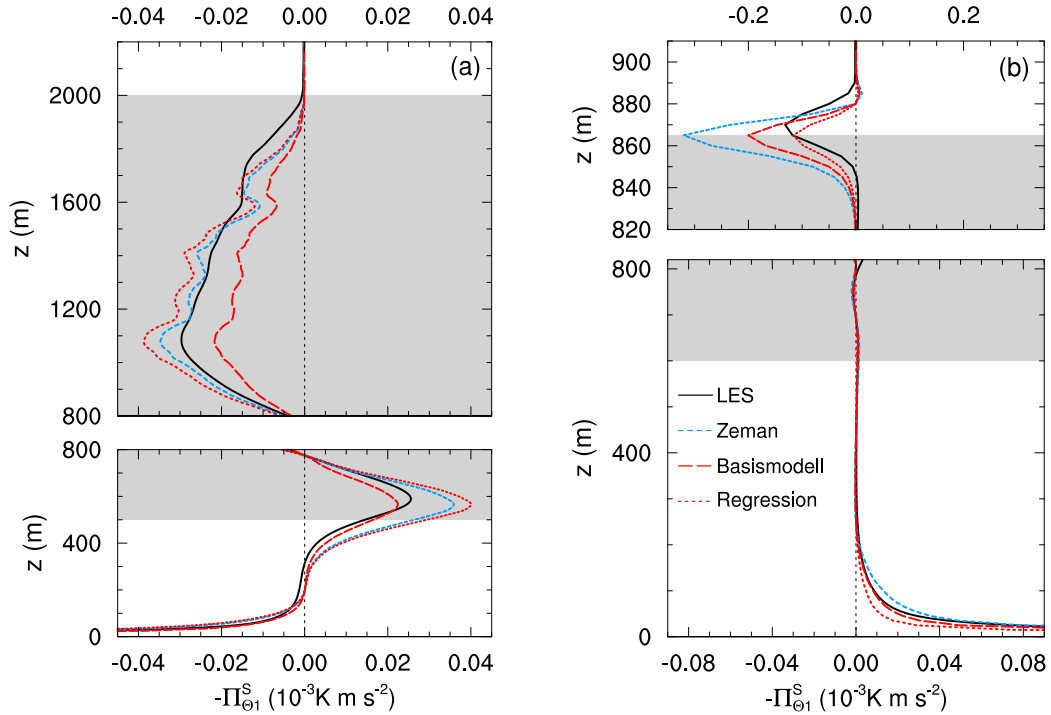 -0.04 -0.02 0.00 0.02 0.04
(a)
2000
1600
1200
800
z (m)
800
400
0
z (m)
-0.04 -0.02 0.00 0.02 0.04
-Π^S_Θ1 (10^-3 K m s^-2)
-0.2 0.0 0.2
(b)
900
880
860
840
820
z (m)
800
400
0
z (m)
LES
Zeman
Basismodell
Regression
-0.08 -0.04 0.00 0.04 0.08
-Π^S_Θ1 (10^-3 K m s^-2)